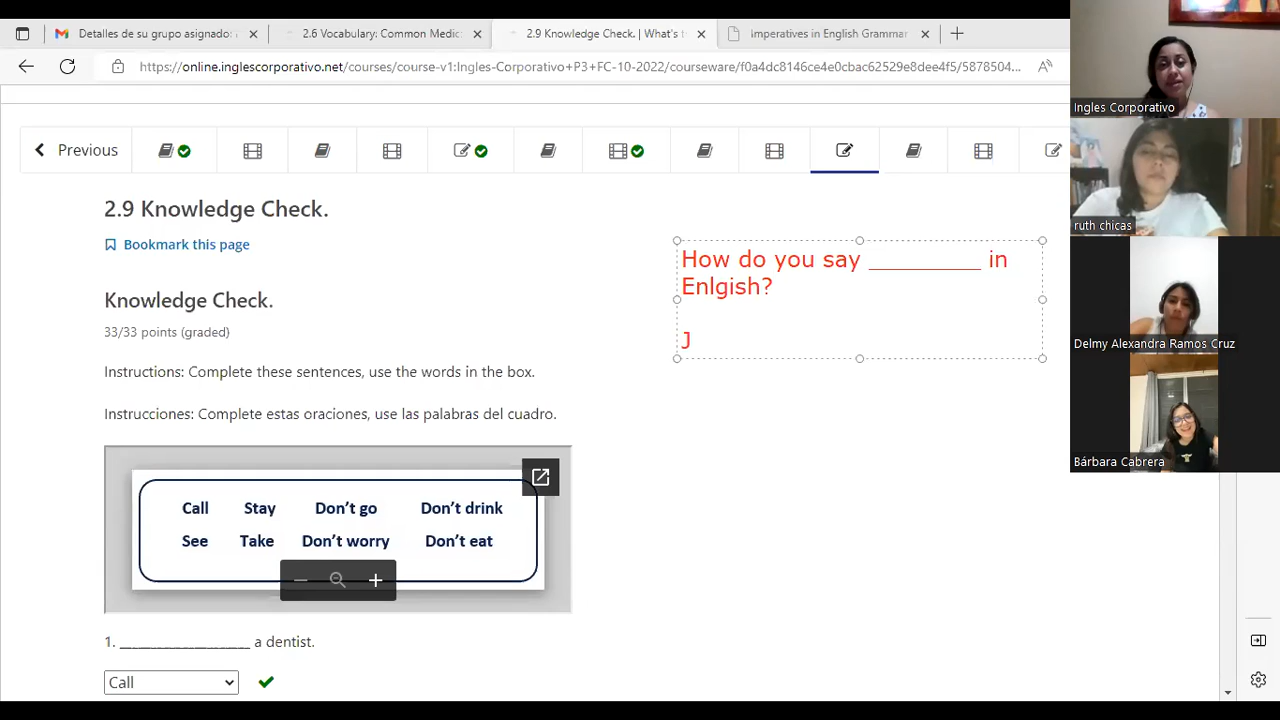 Detalles de su grupo asignado:
2.6 Vocabulary: Common Medic
2.9 Knowledge Check. | What's
Imperatives in English Grammar
https://online.inglescorporativo.net/courses/course-v1:Ingles-Corporativo+P3+FC-10-2022/courseware/f0a4dc8146ce4e0cbac62529e8dee4f5/5878504...
Ingles Corporativo
Previous
ruth chicas
2.9 Knowledge Check.
Bookmark this page
How do you say __________ in
Enlgish?
J
Knowledge Check.
33/33 points (graded)
Delmy Alexandra Ramos Cruz
Instructions: Complete these sentences, use the words in the box.
Instrucciones: Complete estas oraciones, use las palabras del cuadro.
Bárbara Cabrera
Call Stay Don't go Don't drink
See Take Don't worry Don't eat
1. ____________________ a dentist.
Call